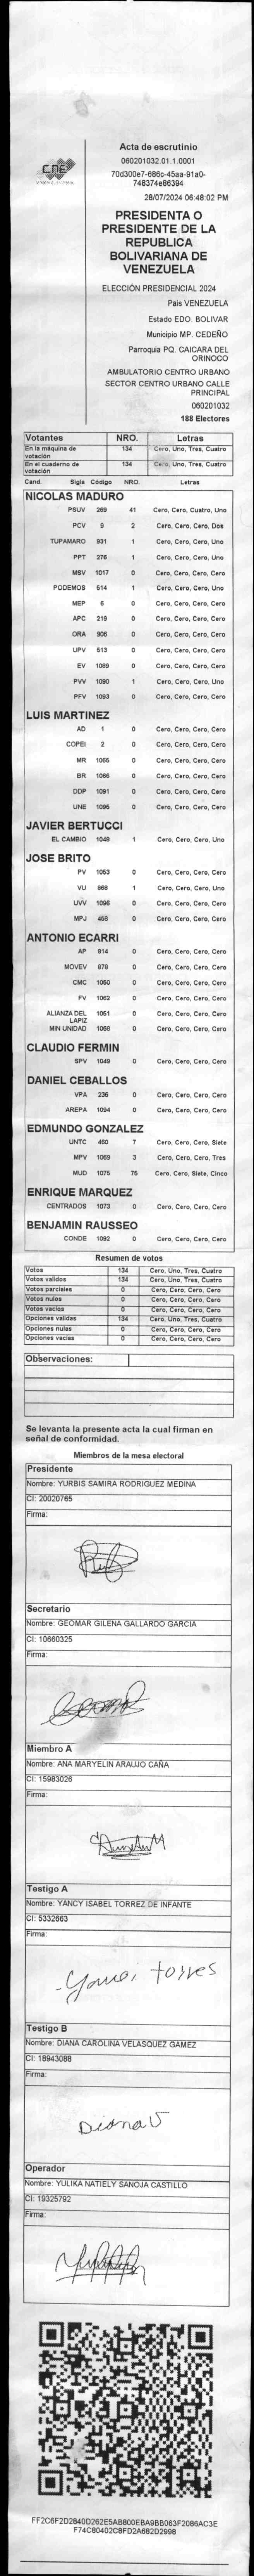 CNE
Acta de escrutinio
060201032.01.1.0001
70d300e7-686c-45aa-91a0-
748374e86394
28/07/2024 06:48:02 PM
PRESIDENTA O
PRESIDENTE DE LA
REPUBLICA
BOLIVARIANA DE
VENEZUELA
ELECCIÓN PRESIDENCIAL 2024
Pais VENEZUELA
Estado EDO. BOLIVAR
Municipio MP. CEDEÑO
Parroquia PQ. CAICARA DEL
ORINOCO
AMBULATORIO CENTRO URBANO
SECTOR CENTRO URBANO CALLE
PRINCIPAL
060201032
188 Electores
Votantes NRO. Letras
En la máquina de votación 134 Cero, Uno, Tres, Cuatro
En el cuaderno de votación 134 Cero, Uno, Tres, Cuatro
Cand. Sigla Código NRO. Letras
NICOLAS MADURO
PSUV 269 41 Cero, Cero, Cuatro, Uno
PCV 9 2 Cero, Cero, Cero, Dos
TUPAMARO 931 1 Cero, Cero, Cero, Uno
PPT 276 1 Cero, Cero, Cero, Uno
MSV 1017 0 Cero, Cero, Cero, Cero
PODEMOS 514 1 Cero, Cero, Cero, Uno
MEP 6 0 Cero, Cero, Cero, Cero
APC 219 0 Cero, Cero, Cero, Cero
ORA 906 0 Cero, Cero, Cero, Cero
UPV 513 0 Cero, Cero, Cero, Cero
EV 1089 0 Cero, Cero, Cero, Cero
PVV 1090 1 Cero, Cero, Cero, Uno
PFV 1093 0 Cero, Cero, Cero, Cero
LUIS MARTINEZ
AD 1 0 Cero, Cero, Cero, Cero
COPEI 2 0 Cero, Cero, Cero, Cero
MR 1065 0 Cero, Cero, Cero, Cero
BR 1066 0 Cero, Cero, Cero, Cero
DDP 1091 0 Cero, Cero, Cero, Cero
UNE 1095 0 Cero, Cero, Cero, Cero
JAVIER BERTUCCI
EL CAMBIO 1048 1 Cero, Cero, Cero, Uno
JOSE BRITO
PV 1053 0 Cero, Cero, Cero, Cero
VU 868 1 Cero, Cero, Cero, Uno
UVV 1096 0 Cero, Cero, Cero, Cero
MPJ 468 0 Cero, Cero, Cero, Cero
ANTONIO ECARRI
AP 914 0 Cero, Cero, Cero, Cero
MOVEV 979 0 Cero, Cero, Cero, Cero
CMC 1050 0 Cero, Cero, Cero, Cero
FV 1062 0 Cero, Cero, Cero, Cero
ALIANZA DEL LAPIZ 1051 0 Cero, Cero, Cero, Cero
MIN UNIDAD 1068 0 Cero, Cero, Cero, Cero
CLAUDIO FERMIN
SPV 1049 0 Cero, Cero, Cero, Cero
DANIEL CEBALLOS
VPA 236 0 Cero, Cero, Cero, Cero
AREPA 1094 0 Cero, Cero, Cero, Cero
EDMUNDO GONZALEZ
UNTC 460 7 Cero, Cero, Cero, Siete
MPV 1069 3 Cero, Cero, Cero, Tres
MUD 1075 75 Cero, Cero, Siete, Cinco
ENRIQUE MARQUEZ
CENTRADOS 1073 0 Cero, Cero, Cero, Cero
BENJAMIN RAUSSEO
CONDE 1092 0 Cero, Cero, Cero, Cero
Resumen de votos
Votos 134 Cero, Uno, Tres, Cuatro
Votos validos 134 Cero, Uno, Tres, Cuatro
Votos parciales 0 Cero, Cero, Cero, Cero
Votos nulos 0 Cero, Cero, Cero, Cero
Votos vacios 0 Cero, Cero, Cero, Cero
Opciones validas 134 Cero, Uno, Tres, Cuatro
Opciones nulas 0 Cero, Cero, Cero, Cero
Opciones vacias 0 Cero, Cero, Cero, Cero
Observaciones:
Se levanta la presente acta la cual firman en
señal de conformidad.
Miembros de la mesa electoral
Presidente
Nombre: YURBIS SAMIRA RODRIGUEZ MEDINA
CI: 20020765
Firma:
Secretario
Nombre: GEOMAR GILENA GALLARDO GARCIA
CI: 10660325
Firma:
Miembro A
Nombre: ANA MARYELIN ARAUJO CAÑA
CI: 15983026
Firma:
Testigo A
Nombre: YANCY ISABEL TORREZ DE INFANTE
CI: 5332663
Firma:
Torres
Testigo B
Nombre: DIANA CAROLINA VELASQUEZ GAMEZ
CI: 18943088
Firma:
Diana V
Operador
Nombre: YULIKA NATIELY SANOJA CASTILLO
CI: 19325792
Firma:
FF2C6F2D2840D262E5AB800EBA9BB063F2086AC3E
F74C80402C8FD2A682D2998